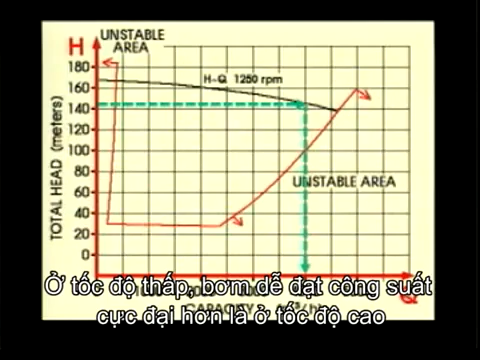 UNSTABLE
AREA
H
180
160
140
120
100
80
60
40
20
0
TOTAL HEAD (meters)
H-Q 1250 rpm
UNSTABLE AREA
Q
CAPACITY
Ở tốc độ thấp, bơm dễ đạt công suất
cực đại hơn là ở tốc độ cao